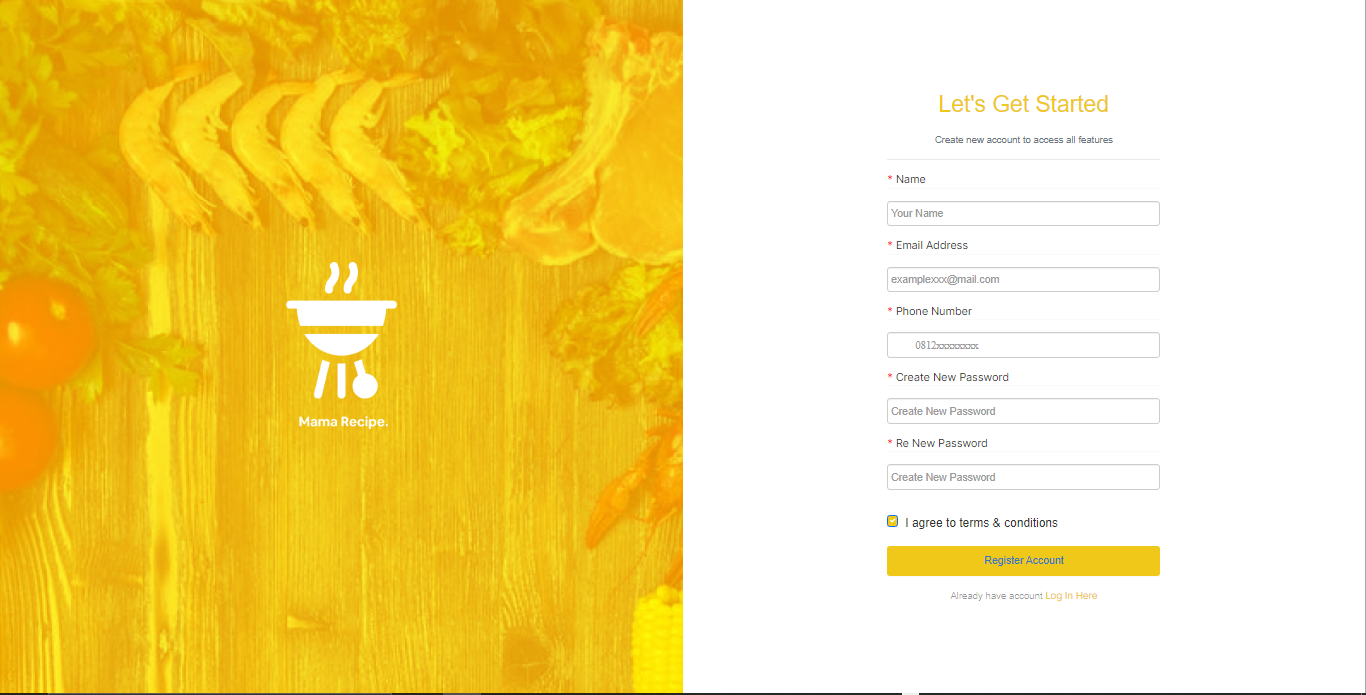 Mama Recipe.
Let's Get Started
Create new account to access all features
* Name
Your Name
* Email Address
examplexxx@mail.com
* Phone Number
0812xxxxxxxx
* Create New Password
Create New Password
* Re New Password
Create New Password
I agree to terms & conditions
Register Account
Already have account Log In Here